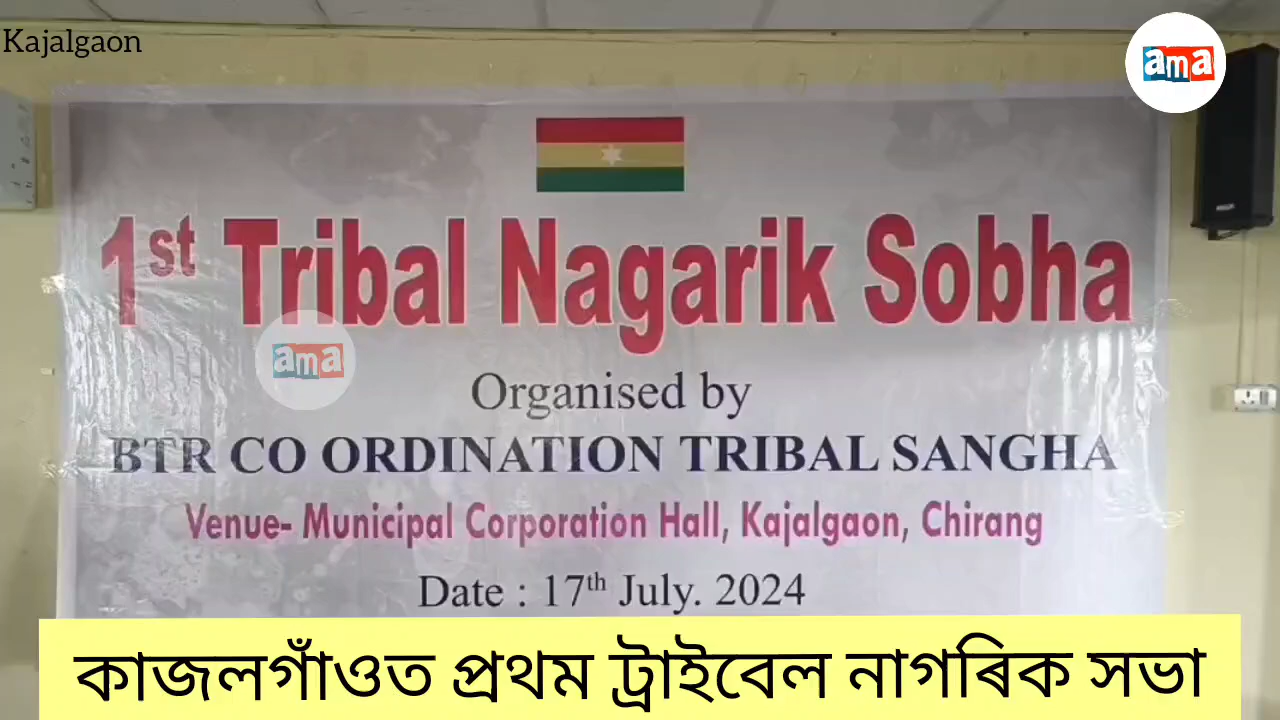 Kajalgaon
ama
1st Tribal Nagarik Sobha
ama
Organised by
BTR CO ORDINATION TRIBAL SANGHA
Venue- Municipal Corporation Hall, Kajalgaon, Chirang
Date : 17th July. 2024
কাজলগাঁওত প্ৰথম ট্ৰাইবেল নাগৰিক সভা